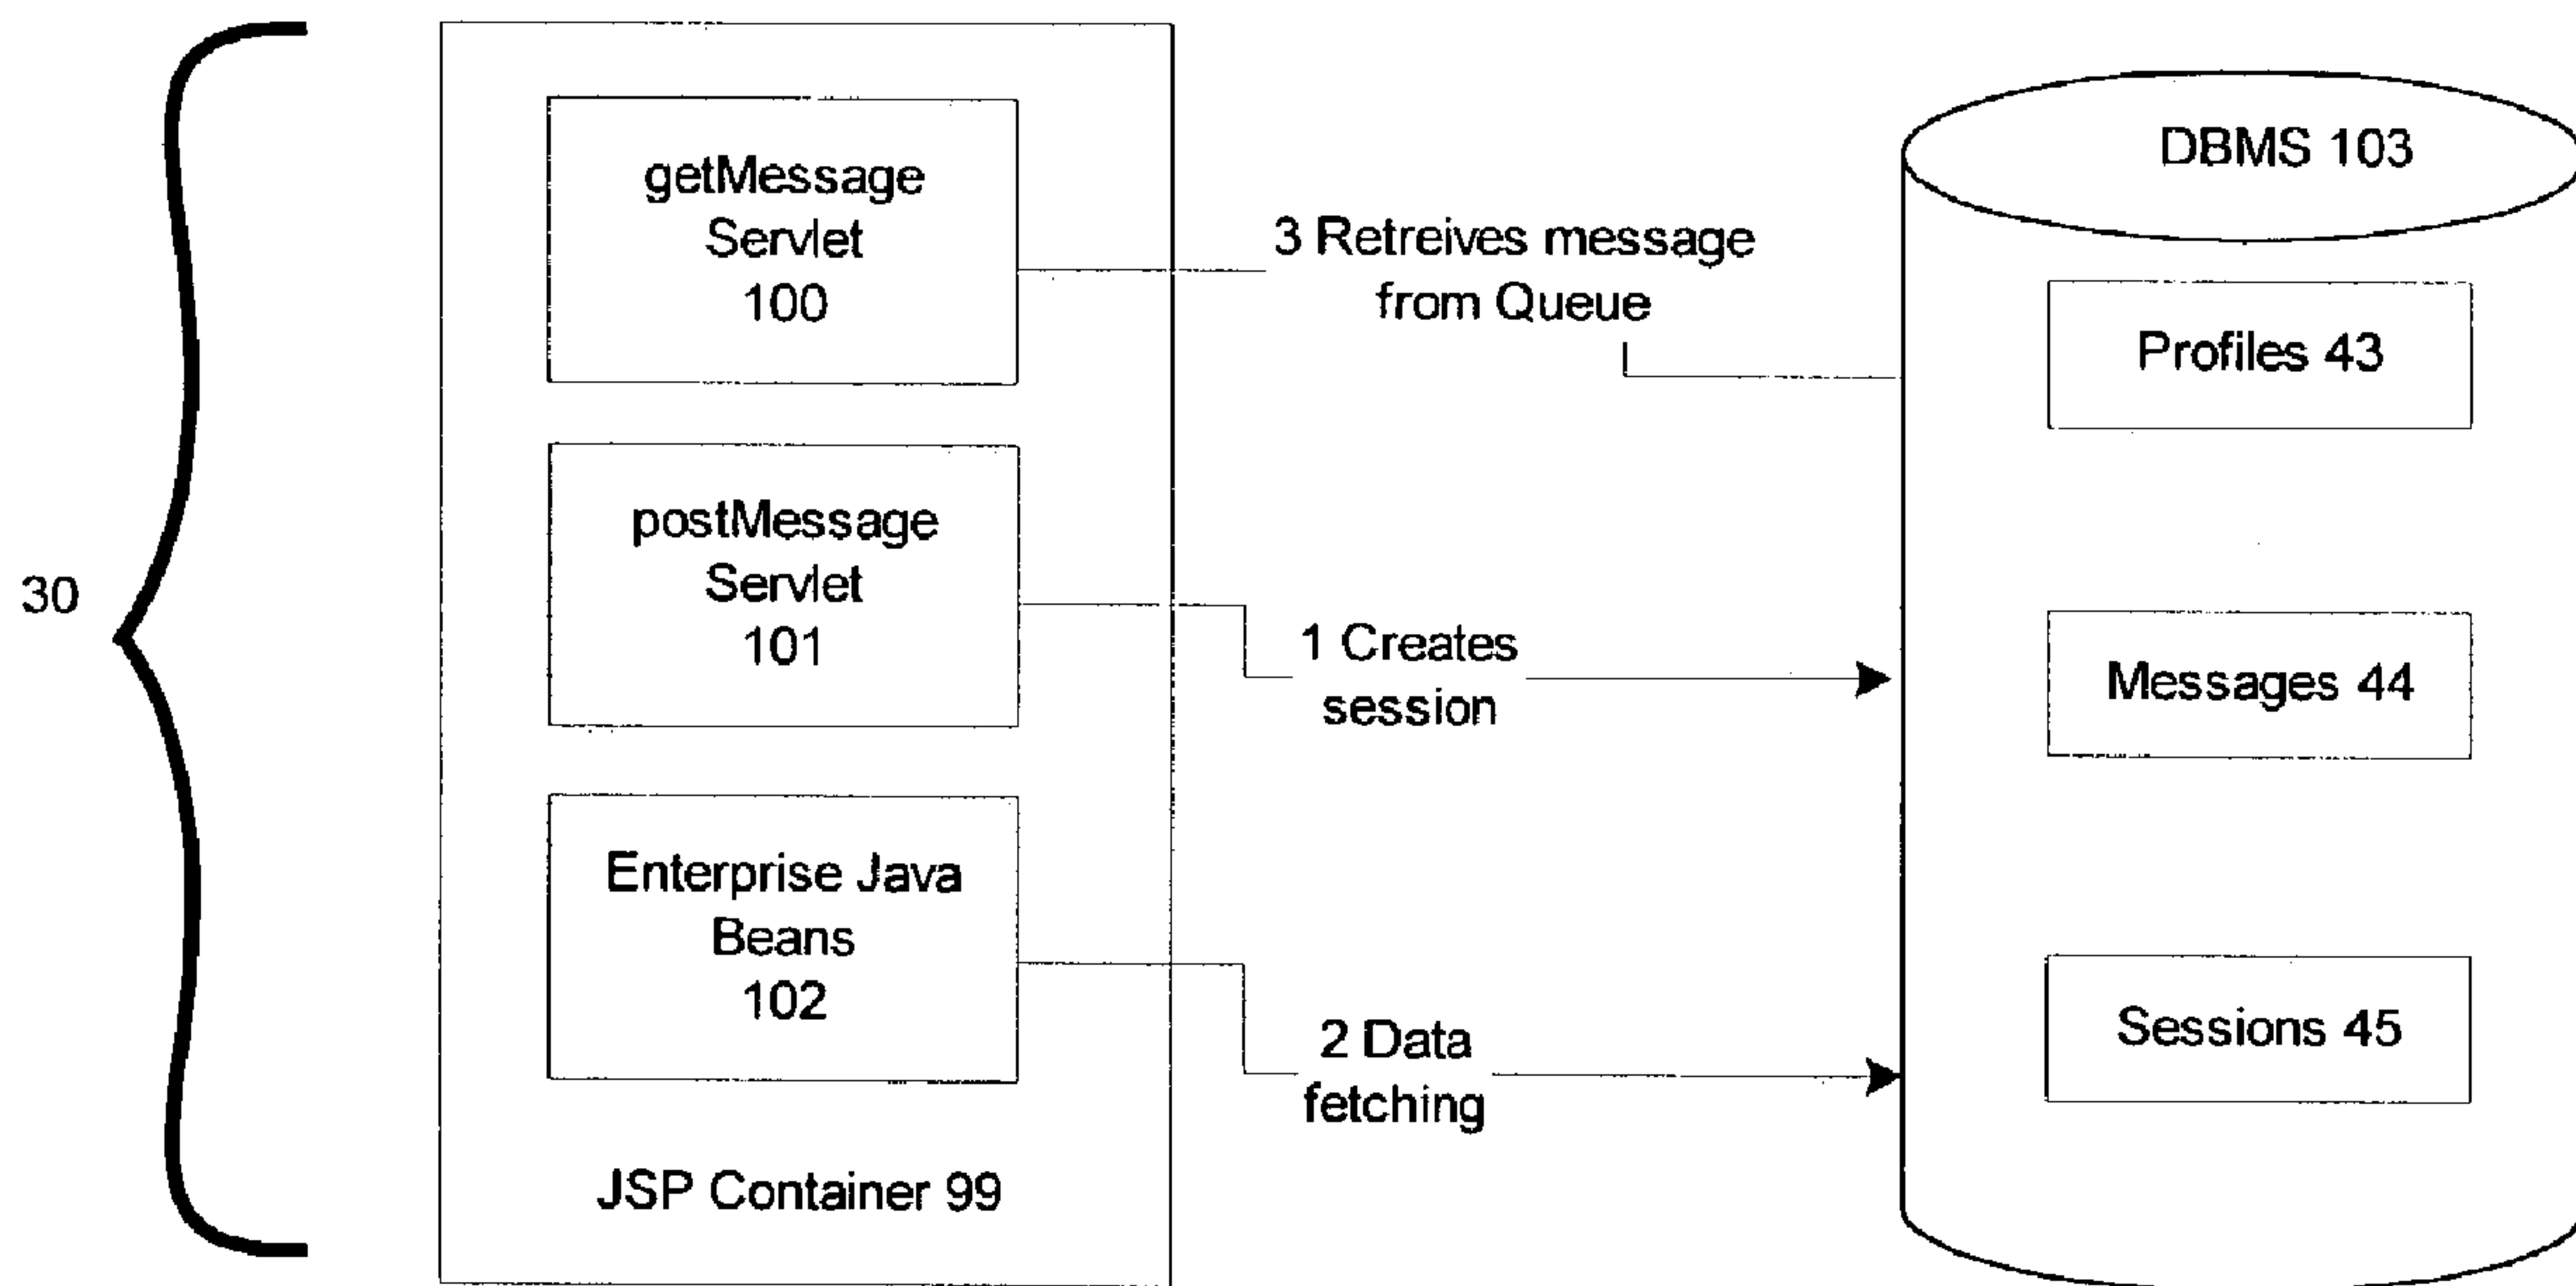 30
getMessage
Servlet
100
postMessage
Servlet
101
Enterprise Java
Beans
102
JSP Container 99
3 Retreives message
from Queue
1 Creates
session
2 Data
fetching
DBMS 103
Profiles 43
Messages 44
Sessions 45